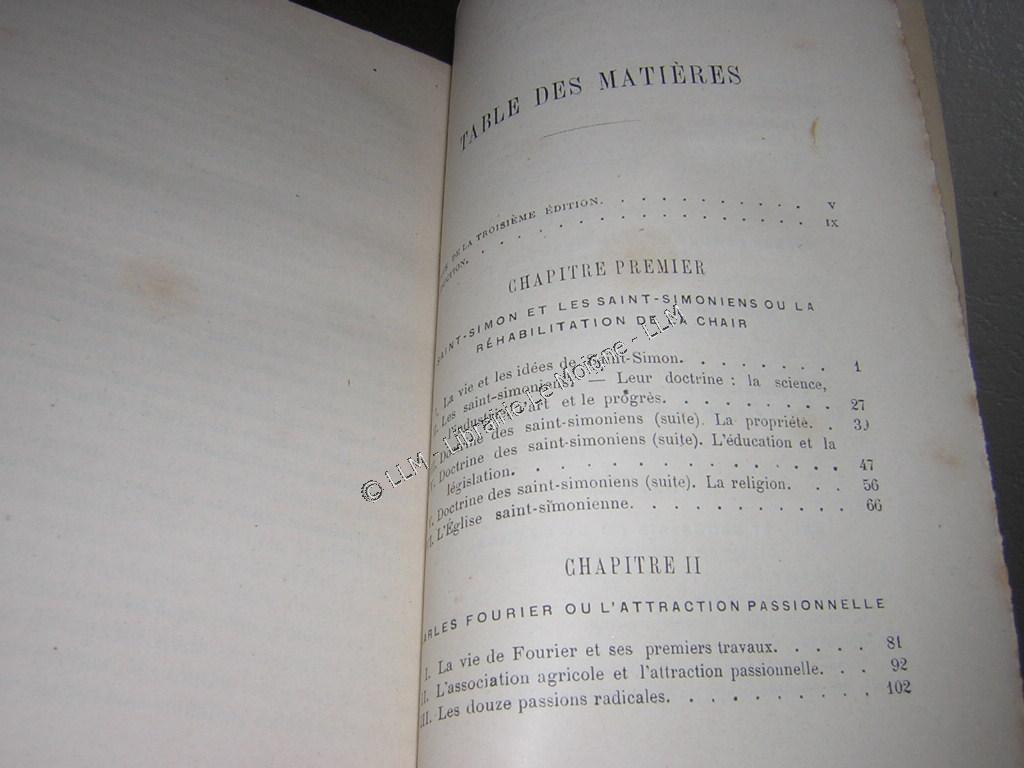 TABLE DES MATIÈRES
DE LA TROISIÈME ÉDITION. . . . . . . . . . V
IX
CHAPITRE PREMIER
SAINT-SIMON ET LES SAINT-SIMONIENS OU LA
RÉHABILITATION DE LA CHAIR
I. La vie et les idées de Saint-Simon. . . . . . . . 1
II. Les saint-simoniens. — Leur doctrine : la science,
l'industrie, l'art et le progrès. . . . . . . . . 27
Doctrine des saint-simoniens (suite). La propriété. . 39
V. Doctrine des saint-simoniens (suite). L'éducation et la
législation. . . . . . . . . . . . . 47
V. Doctrine des saint-simoniens (suite). La religion. . . 56
I. L'Église saint-simonienne. . . . . . . . . . . 66
CHAPITRE II
ARLES FOURIER OU L'ATTRACTION PASSIONNELLE
I. La vie de Fourier et ses premiers travaux. . . . . . 81
II. L'association agricole et l'attraction passionnelle. . . 92
III. Les douze passions radicales. . . . . . . . . . 102
© LLM - Librairie Le Moigne - LLM